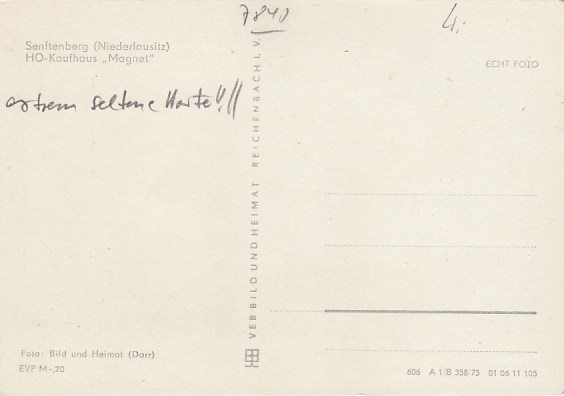 7840
4.-
Senftenberg (Niederlausitz)
HO-Kaufhaus „Magnet"
ECHT FOTO
extrem seltene Karte!!//
VEB BILD UND HEIMAT REICHENBACH I. V.
Foto: Bild und Heimat (Darr)
EVP M -,20
606 A 1/B 358/75 01 06 11 105